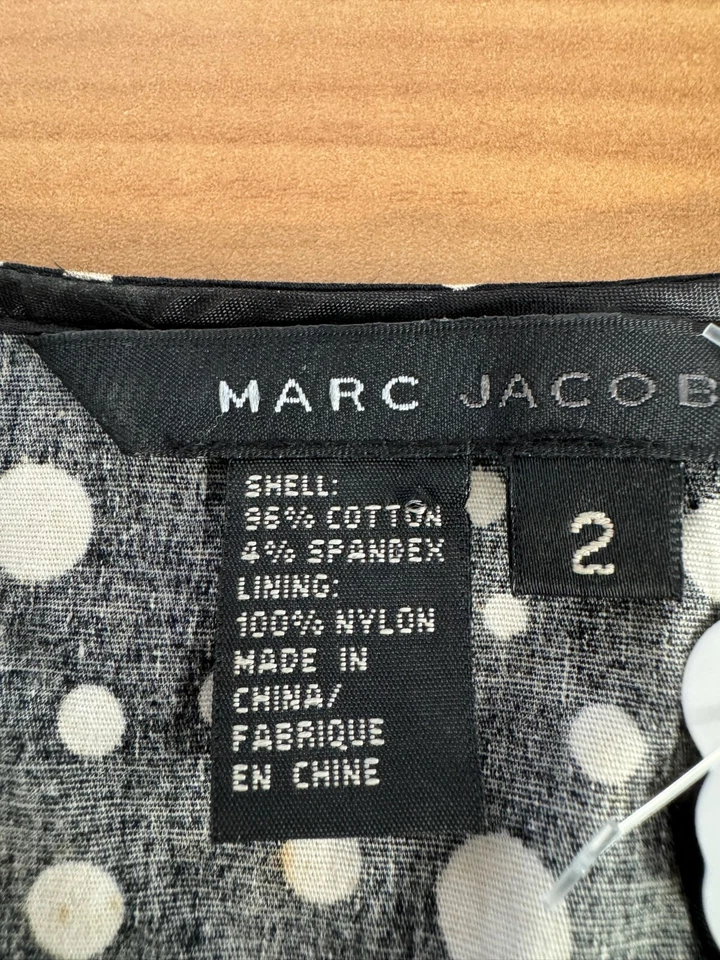 MARC JACOB
SHELL:
96% COTTON
4% SPANDEX
LINING:
100% NYLON
MADE IN
CHINA/
FABRIQUE
EN CHINE
2